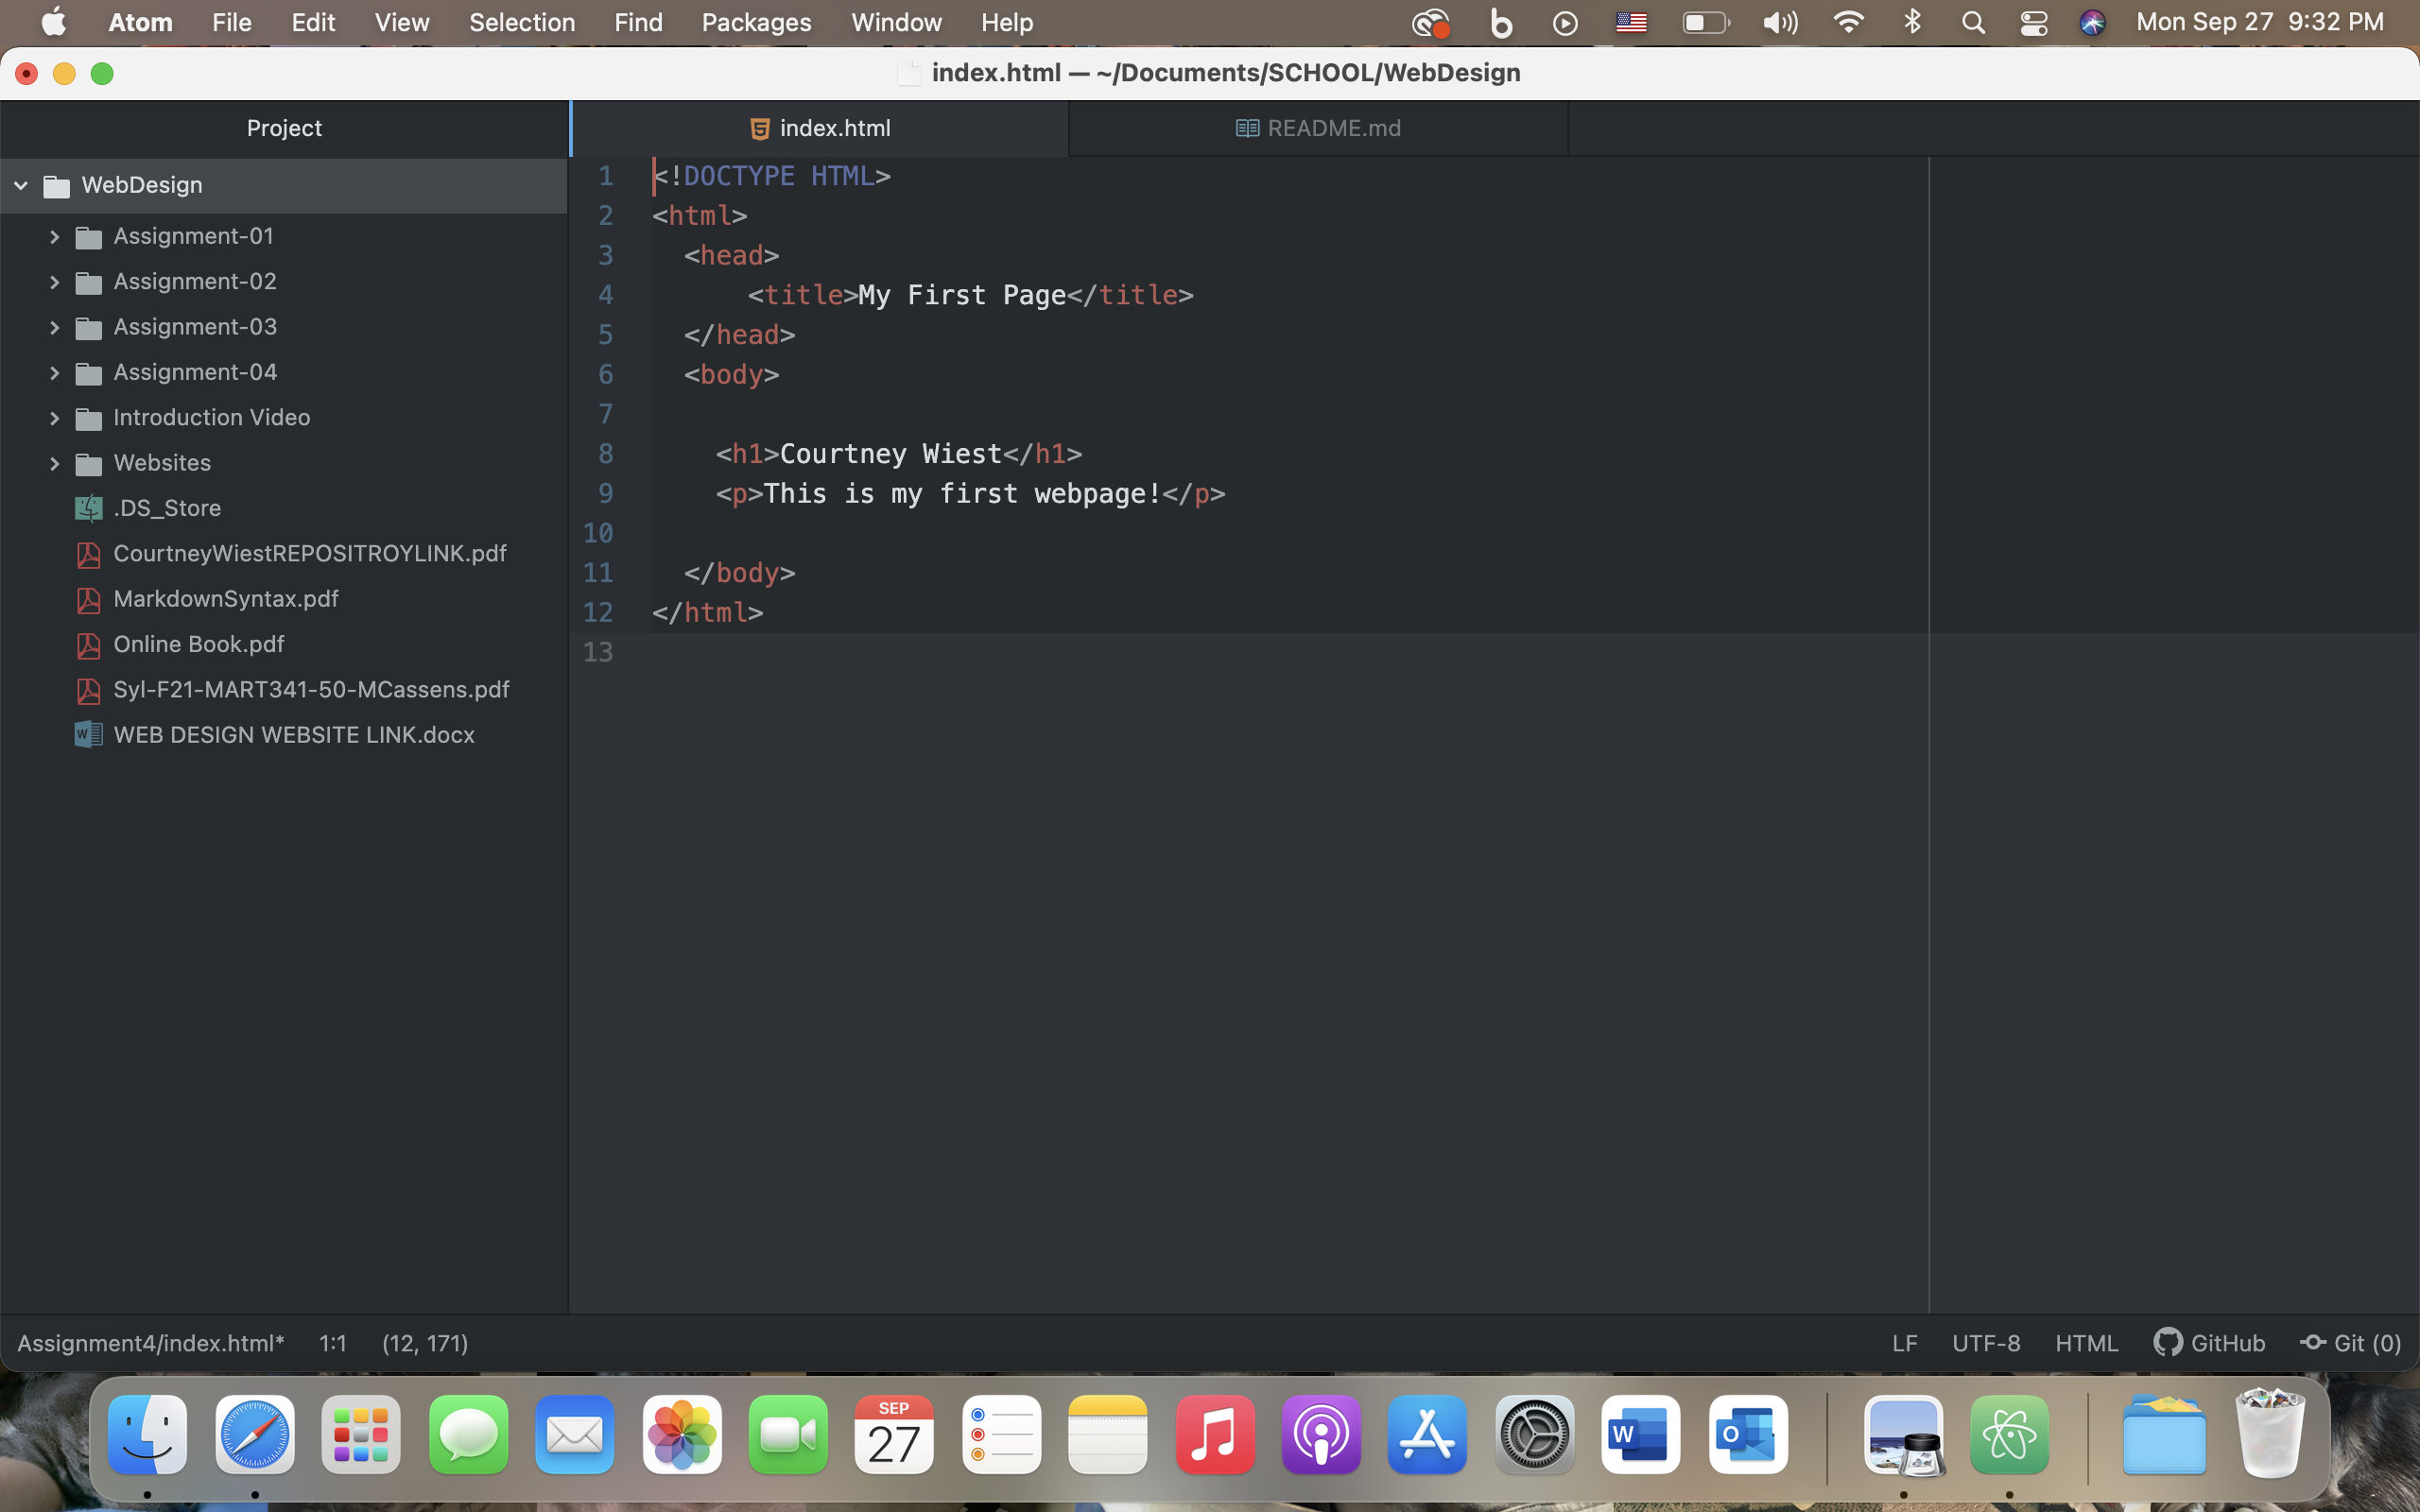 Atom File Edit View Selection Find Packages Window Help Mon Sep 27 9:32 PM
index.html — ~/Documents/SCHOOL/WebDesign
Project
index.html
README.md
WebDesign
Assignment-01
Assignment-02
Assignment-03
Assignment-04
Introduction Video
Websites
.DS_Store
CourtneyWiestREPOSITROYLINK.pdf
MarkdownSyntax.pdf
Online Book.pdf
Syl-F21-MART341-50-MCassens.pdf
WEB DESIGN WEBSITE LINK.docx
1 <!DOCTYPE HTML>
2 <html>
3 <head>
4 <title>My First Page</title>
5 </head>
6 <body>
7
8 <h1>Courtney Wiest</h1>
9 <p>This is my first webpage!</p>
10
11 </body>
12 </html>
13
Assignment4/index.html* 1:1 (12, 171) LF UTF-8 HTML GitHub Git (0)
SEP
27
W
O